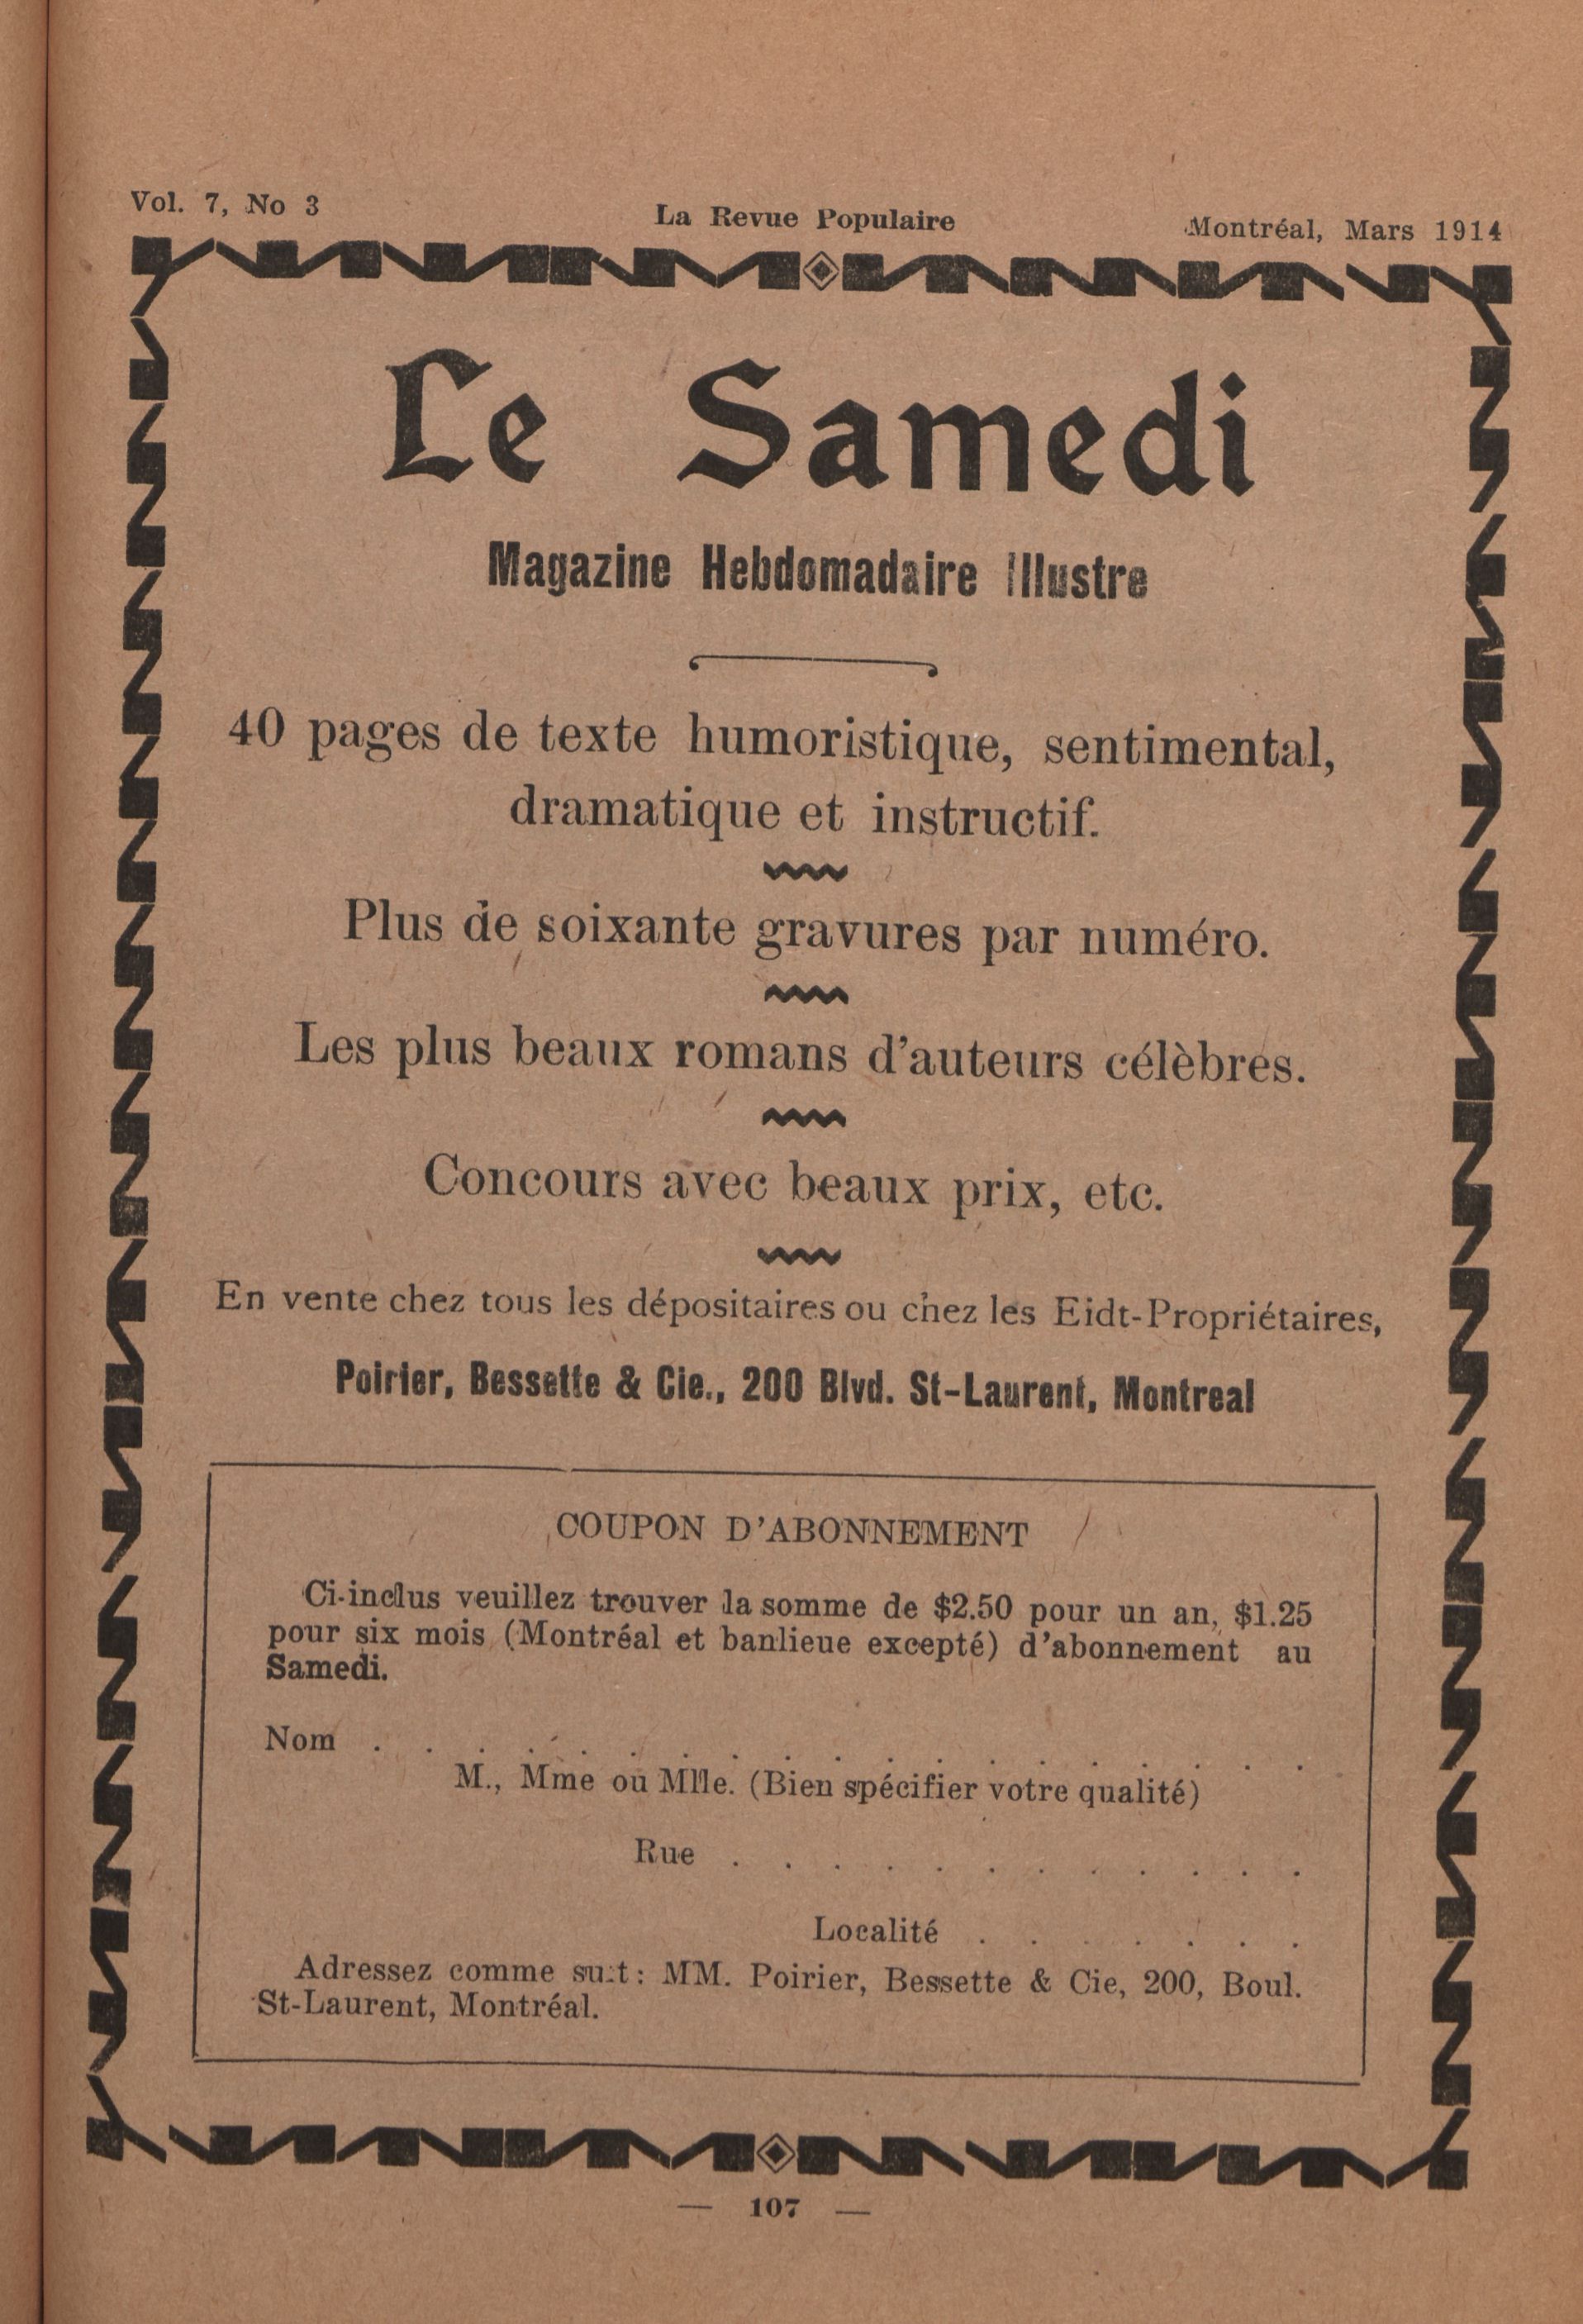 Vol. 7, No 3 La Revue Populaire Montréal, Mars 1914
Le Samedi
Magazine Hebdomadaire Illustre
40 pages de texte humoristique, sentimental,
dramatique et instructif.
Plus de soixante gravures par numéro.
Les plus beaux romans d'auteurs célèbres.
Concours avec beaux prix, etc.
En vente chez tous les dépositaires ou chez les Eidt-Propriétaires,
Poirier, Bessette & Cie., 200 Blvd. St-Laurent, Montreal
COUPON D'ABONNEMENT
Ci-inclus veuillez trouver la somme de $2.50 pour un an, $1.25
pour six mois (Montréal et banlieue excepté) d'abonnement au
Samedi.
Nom . . . . . . . . . . . . . . . . . . .
M., Mme ou Mlle. (Bien spécifier votre qualité)
Rue . . . . . . . . . . . .
Localité . . . . . . .
Adressez comme suit: MM. Poirier, Bessette & Cie, 200, Boul.
St-Laurent, Montréal.
— 107 —